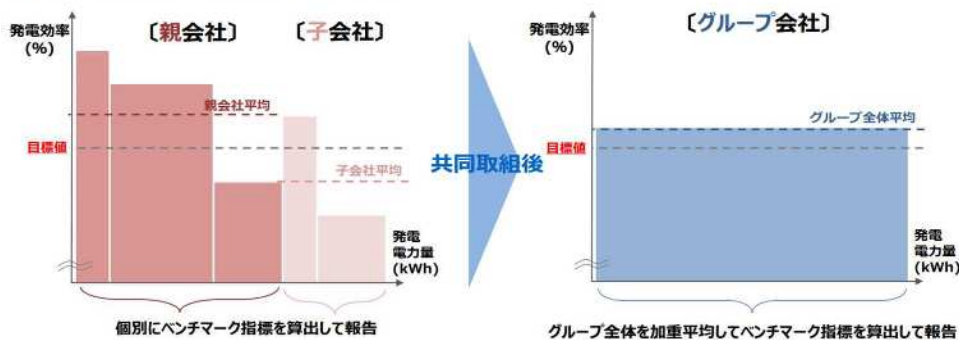 発電効率
(%)
〔親会社〕
〔子会社〕
親会社平均
目標値
子会社平均
発電
電力量
(kWh)
個別にベンチマーク指標を算出して報告
共同取組後
発電効率
(%)
〔グループ会社〕
グループ全体平均
目標値
発電
電力量
(kWh)
グループ全体を加重平均してベンチマーク指標を算出して報告